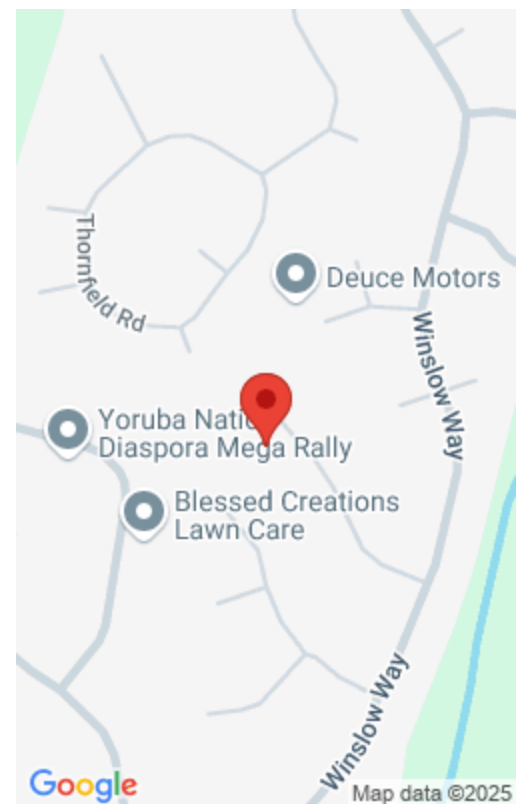 Thornfield Rd
Deuce Motors
Winslow Way
Yoruba Natio
Diaspora Mega Rally
Blessed Creations
Lawn Care
Winslow Way
Google
Map data ©2025